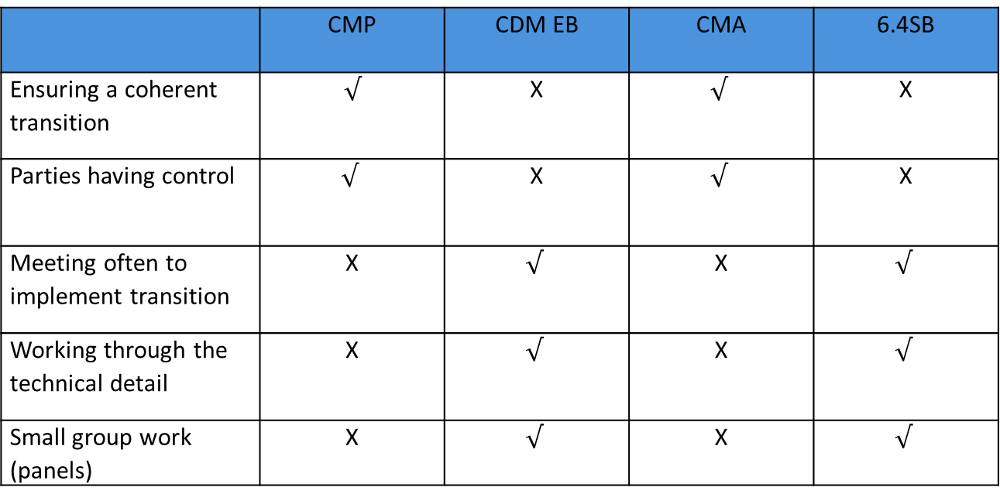 CMP CDM EB CMA 6.4SB
Ensuring a coherent √ X √ X
transition
Parties having control √ X √ X
Meeting often to X √ X √
implement transition
Working through the X √ X √
technical detail
Small group work X √ X √
(panels)